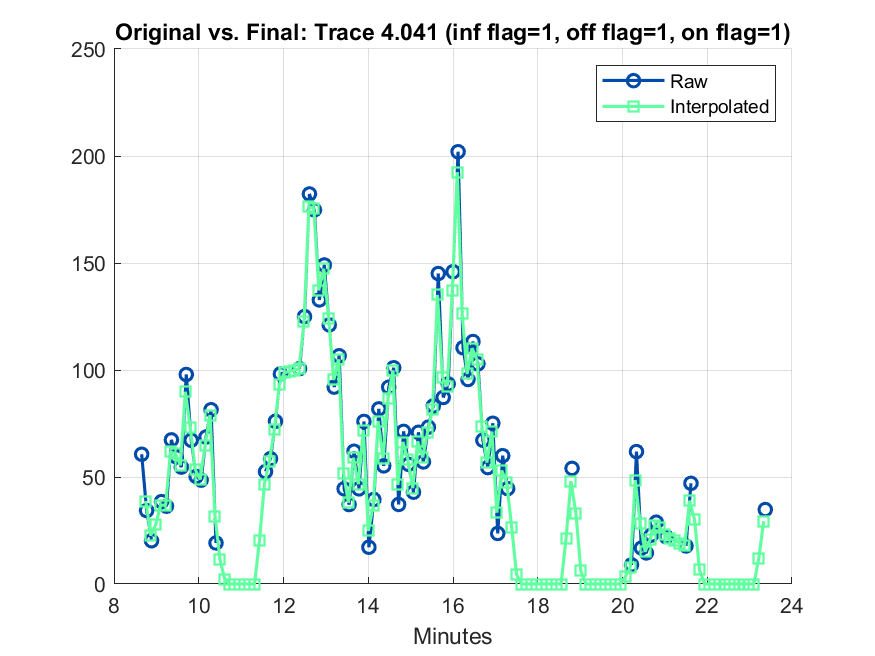 Original vs. Final: Trace 4.041 (inf flag=1, off flag=1, on flag=1)
250
200
150
100
50
0
Raw
Interpolated
8 10 12 14 16 18 20 22 24
Minutes